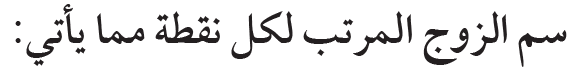 سم الزوج المرتب لكل نقطة مما يأتي: